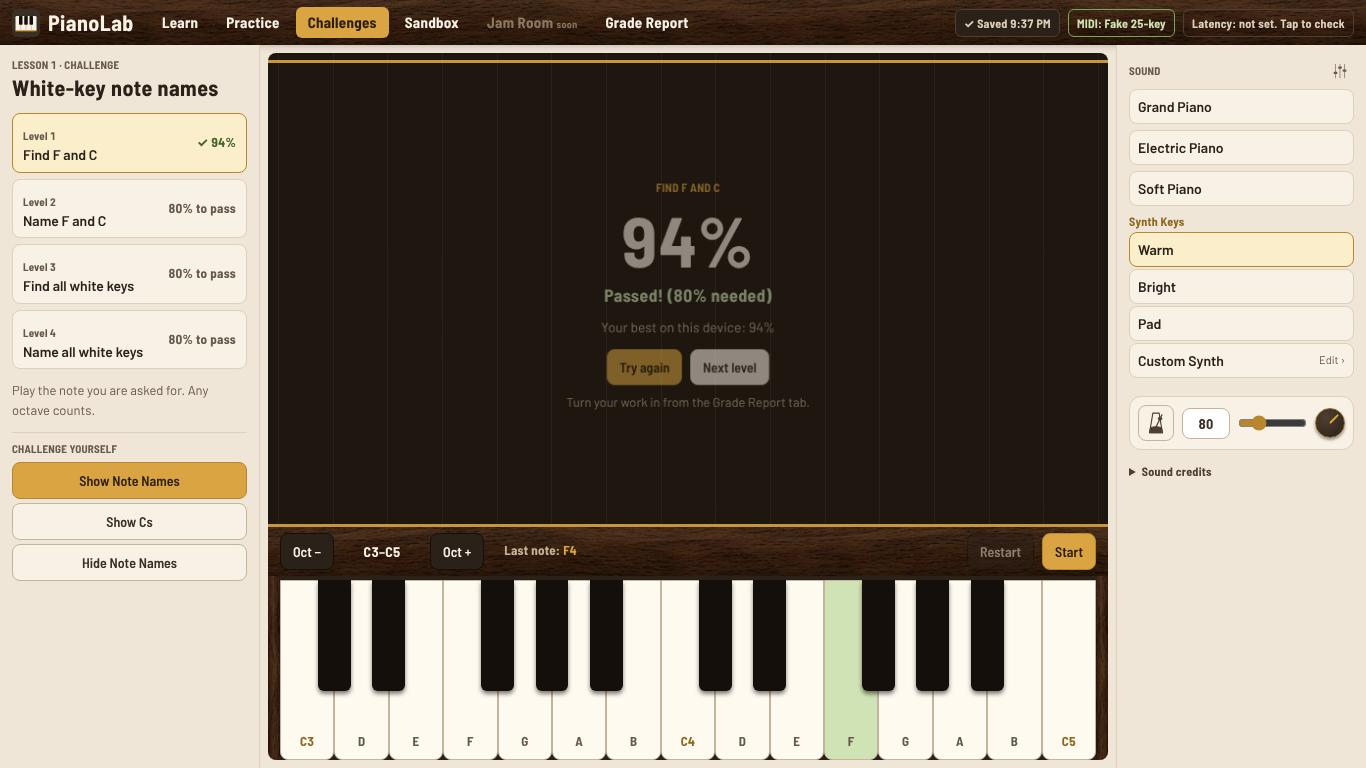 PianoLab
Learn
Practice
Challenges
Sandbox
Jam Room soon
Grade Report
✓ Saved 9:37 PM
MIDI: Fake 25-key
Latency: not set. Tap to check
LESSON 1 · CHALLENGE
White-key note names
Level 1
Find F and C
✓ 94%
Level 2
Name F and C
80% to pass
Level 3
Find all white keys
80% to pass
Level 4
Name all white keys
80% to pass
Play the note you are asked for. Any
octave counts.
CHALLENGE YOURSELF
Show Note Names
Show Cs
Hide Note Names
FIND F AND C
94%
Passed! (80% needed)
Your best on this device: 94%
Try again
Next level
Turn your work in from the Grade Report tab.
Oct −
C3–C5
Oct +
Last note: F4
Restart
Start
C3 D E F G A B C4 D E F G A B C5
SOUND
Grand Piano
Electric Piano
Soft Piano
Synth Keys
Warm
Bright
Pad
Custom Synth
Edit ›
80
Sound credits